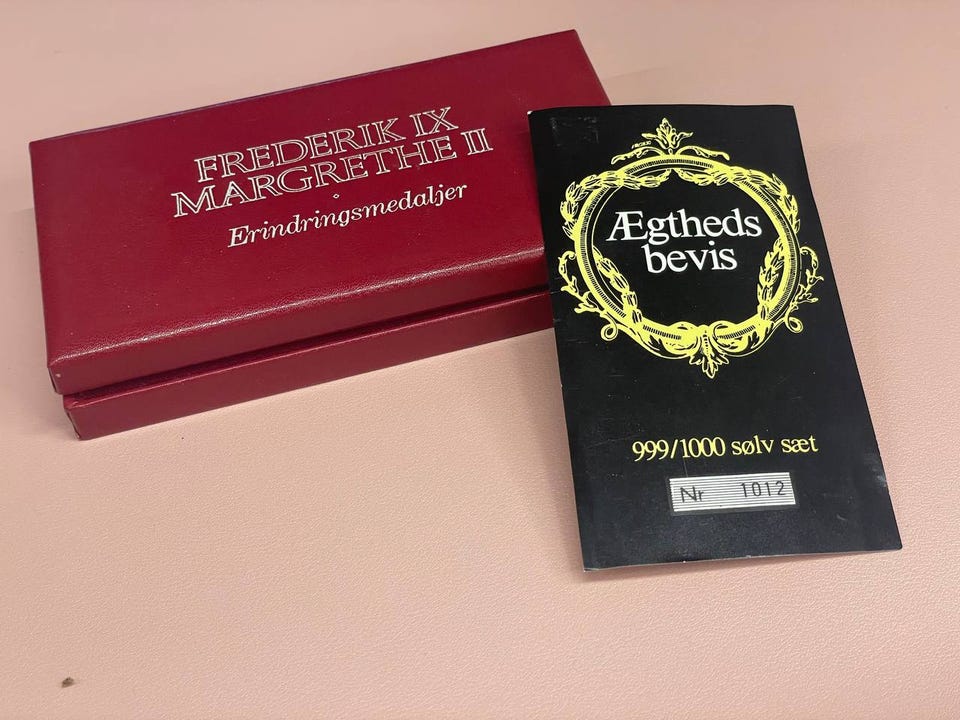 FREDERIK IX
MARGRETHE II
Erindringsmedaljer
Ægtheds
bevis
999/1000 sølv sæt
Nr 1012